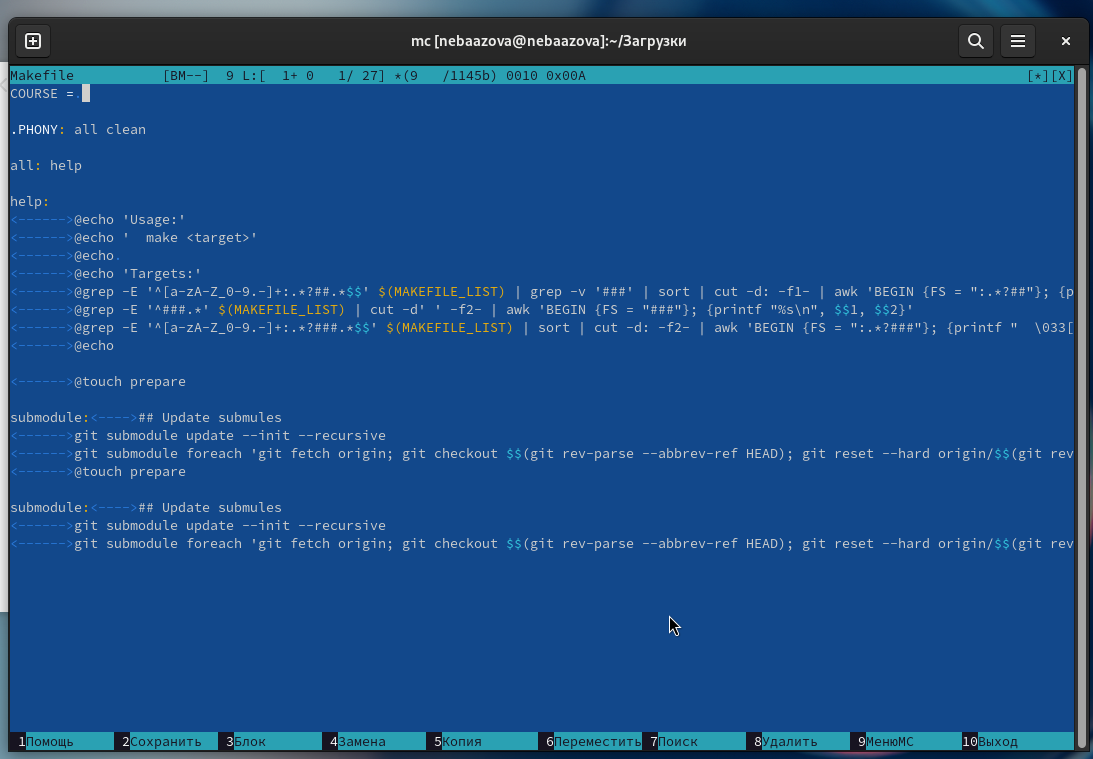 mc [nebaazova@nebaazova]:~/Загрузки
Makefile [BM--] 9 L:[ 1+ 0 1/ 27] *(9 /1145b) 0010 0x00A [*][X]
COURSE =.
.PHONY: all clean
all: help
help:
<------>@echo 'Usage:'
<------>@echo '  make <target>'
<------>@echo.
<------>@echo 'Targets:'
<------>@grep -E '^[a-zA-Z_0-9.-]+:.*?##.*$$' $(MAKEFILE_LIST) | grep -v '###' | sort | cut -d: -f1- | awk 'BEGIN {FS = ":.*?##"}; {p
<------>@grep -E '^###.*' $(MAKEFILE_LIST) | cut -d' ' -f2- | awk 'BEGIN {FS = "###"}; {printf "%s\n", $$1, $$2}'
<------>@grep -E '^[a-zA-Z_0-9.-]+:.*?###.*$$' $(MAKEFILE_LIST) | sort | cut -d: -f2- | awk 'BEGIN {FS = ":.*?###"}; {printf "  \033[
<------>@echo
<------>@touch prepare
submodule:<---->## Update submules
<------>git submodule update --init --recursive
<------>git submodule foreach 'git fetch origin; git checkout $$(git rev-parse --abbrev-ref HEAD); git reset --hard origin/$$(git rev
<------>@touch prepare
submodule:<---->## Update submules
<------>git submodule update --init --recursive
<------>git submodule foreach 'git fetch origin; git checkout $$(git rev-parse --abbrev-ref HEAD); git reset --hard origin/$$(git rev
1Помощь 2Сохранить 3Блок 4Замена 5Копия 6Переместить 7Поиск 8Удалить 9МенюMC 10Выход